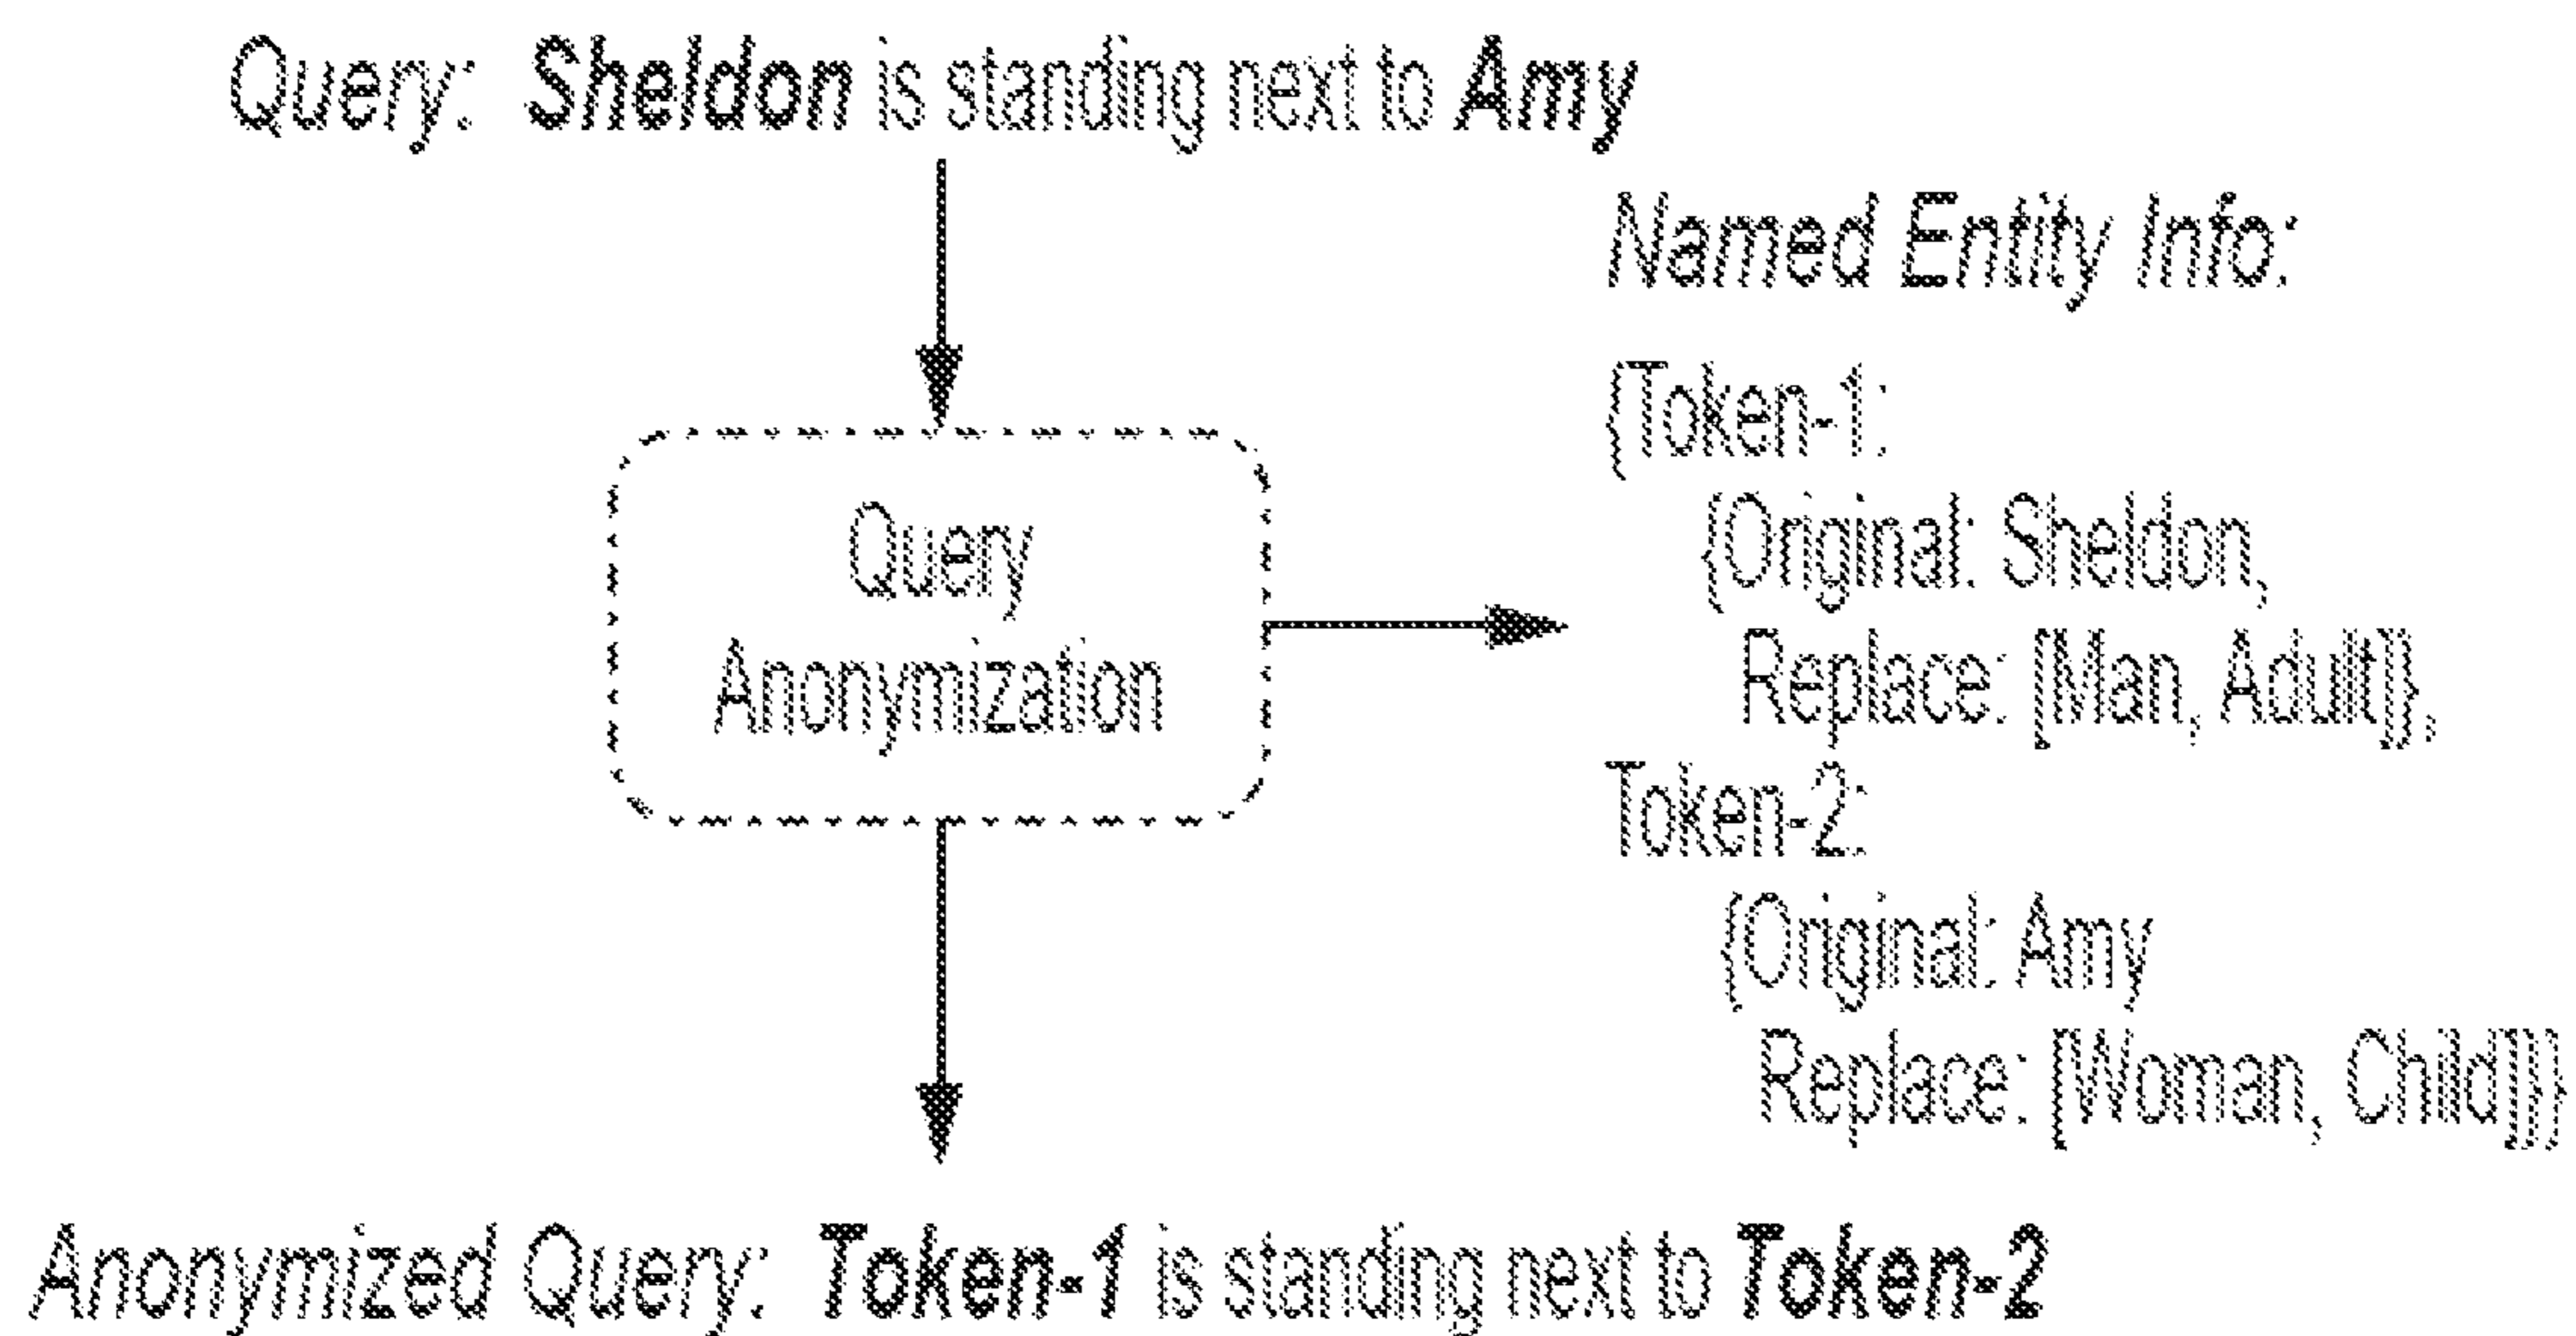 Query: Sheldon is standing next to Amy
Named Entity Info:
{Token-1:
{Original: Sheldon,
Replace: [Man, Adult]},
Token-2:
{Original: Amy
Replace: [Woman, Child]}}
Query
Anonymization
Anonymized Query: Token-1 is standing next to Token-2